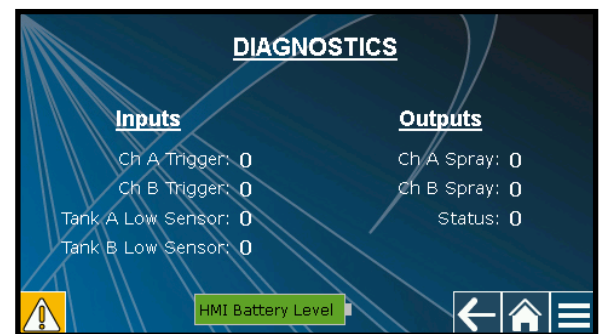 DIAGNOSTICS
Inputs
Ch A Trigger: 0
Ch B Trigger: 0
Tank A Low Sensor: 0
Tank B Low Sensor: 0
Outputs
Ch A Spray: 0
Ch B Spray: 0
Status: 0
HMI Battery Level